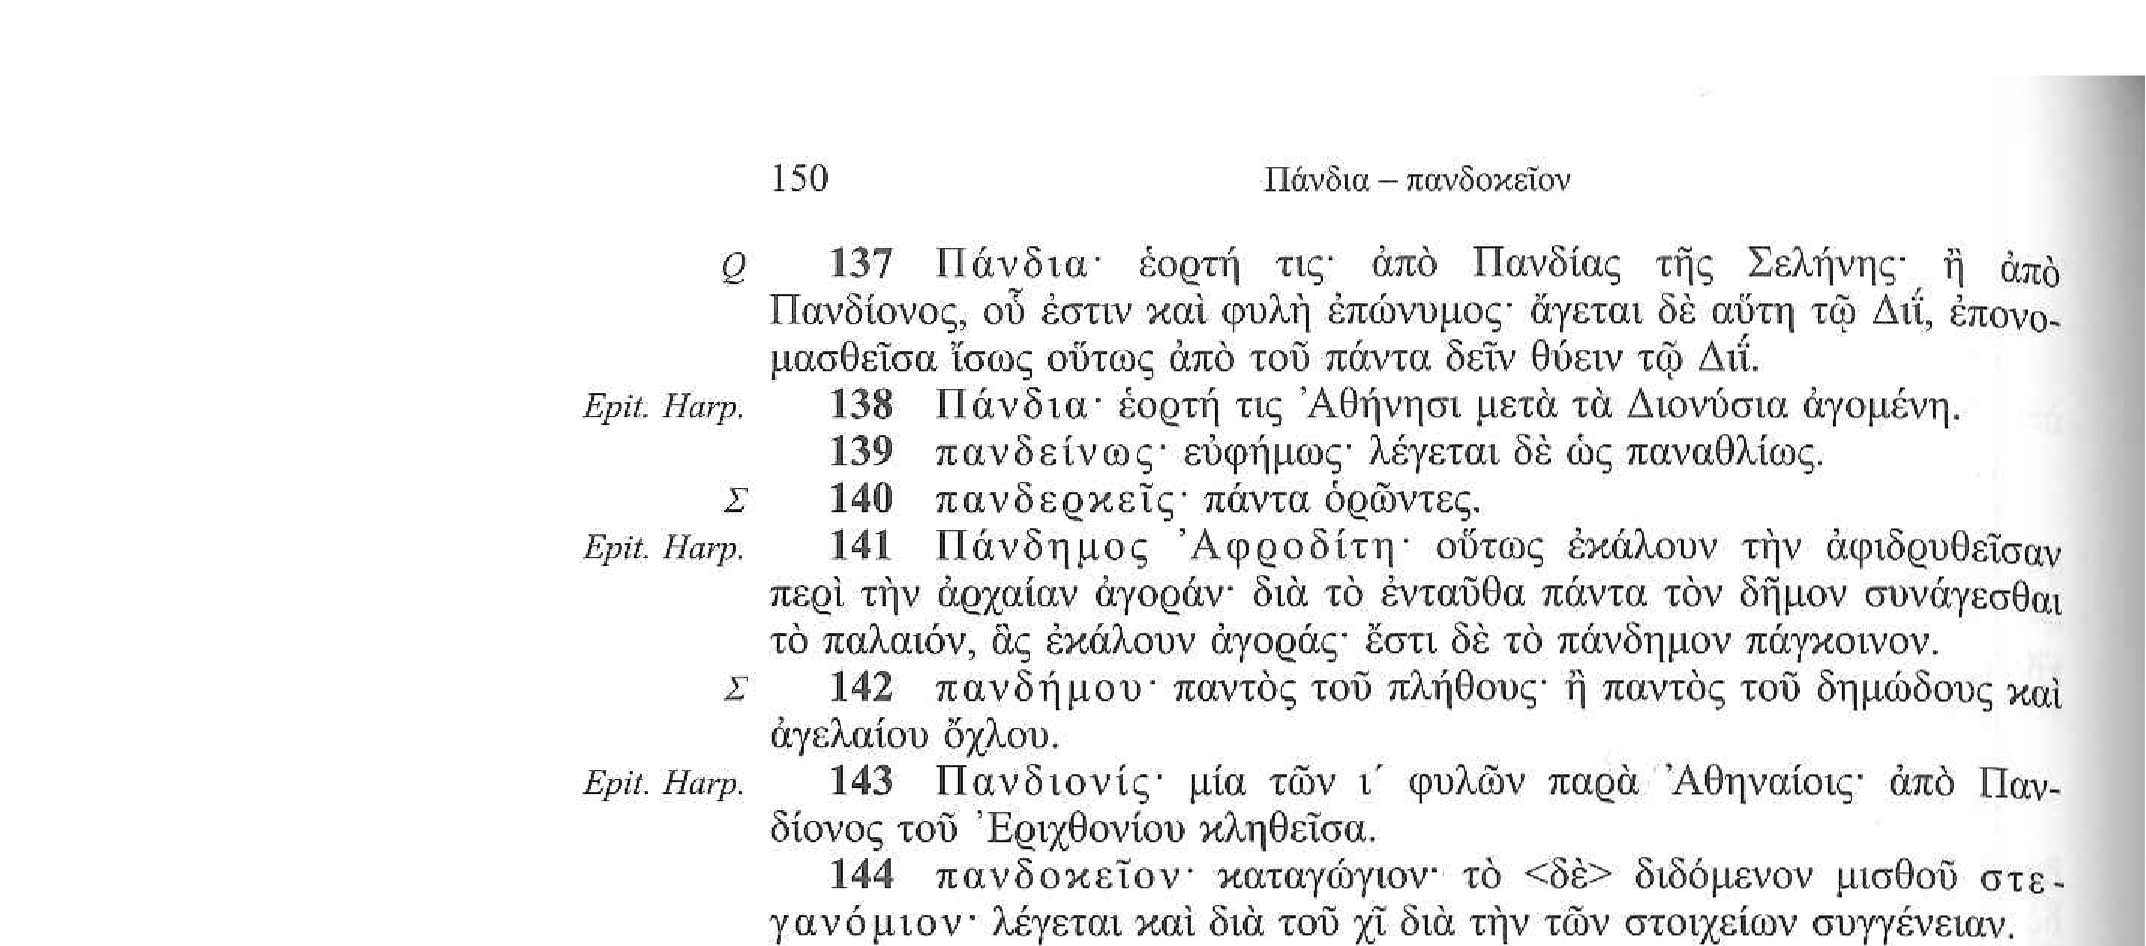 150 Πάνδια – πανδοκεῖον
Q 137 Πάνδια· ἑορτή τις· ἀπὸ Πανδίας τῆς Σελήνης· ἢ ἀπὸ
Πανδίονος, οὗ ἐστιν καὶ φυλὴ ἐπώνυμος· ἄγεται δὲ αὕτη τῷ Διΐ, ἐπονο-
μασθεῖσα ἴσως οὕτως ἀπὸ τοῦ πάντα δεῖν θύειν τῷ Διΐ.
Epit. Harp. 138 Πάνδια· ἑορτή τις Ἀθήνησι μετὰ τὰ Διονύσια ἀγομένη.
139 πανδείνως· εὐφήμως· λέγεται δὲ ὡς παναθλίως.
Σ 140 πανδερκεῖς· πάντα ὁρῶντες.
Epit. Harp. 141 Πάνδημος Ἀφροδίτη· οὕτως ἐκάλουν τὴν ἀφιδρυθεῖσαν
περὶ τὴν ἀρχαίαν ἀγοράν· διὰ τὸ ἐνταῦθα πάντα τὸν δῆμον συνάγεσθαι
τὸ παλαιόν, ἃς ἐκάλουν ἀγοράς· ἔστι δὲ τὸ πάνδημον πάγκοινον.
Σ 142 πανδήμου· παντὸς τοῦ πλήθους· ἢ παντὸς τοῦ δημώδους καὶ
ἀγελαίου ὄχλου.
Epit. Harp. 143 Πανδιονίς· μία τῶν ι´ φυλῶν παρὰ Ἀθηναίοις· ἀπὸ Παν-
δίονος τοῦ Ἐριχθονίου κληθεῖσα.
144 πανδοκεῖον· καταγώγιον· τὸ <δὲ> διδόμενον μισθοῦ στε-
γανόμιον· λέγεται καὶ διὰ τοῦ χῖ διὰ τὴν τῶν στοιχείων συγγένειαν.